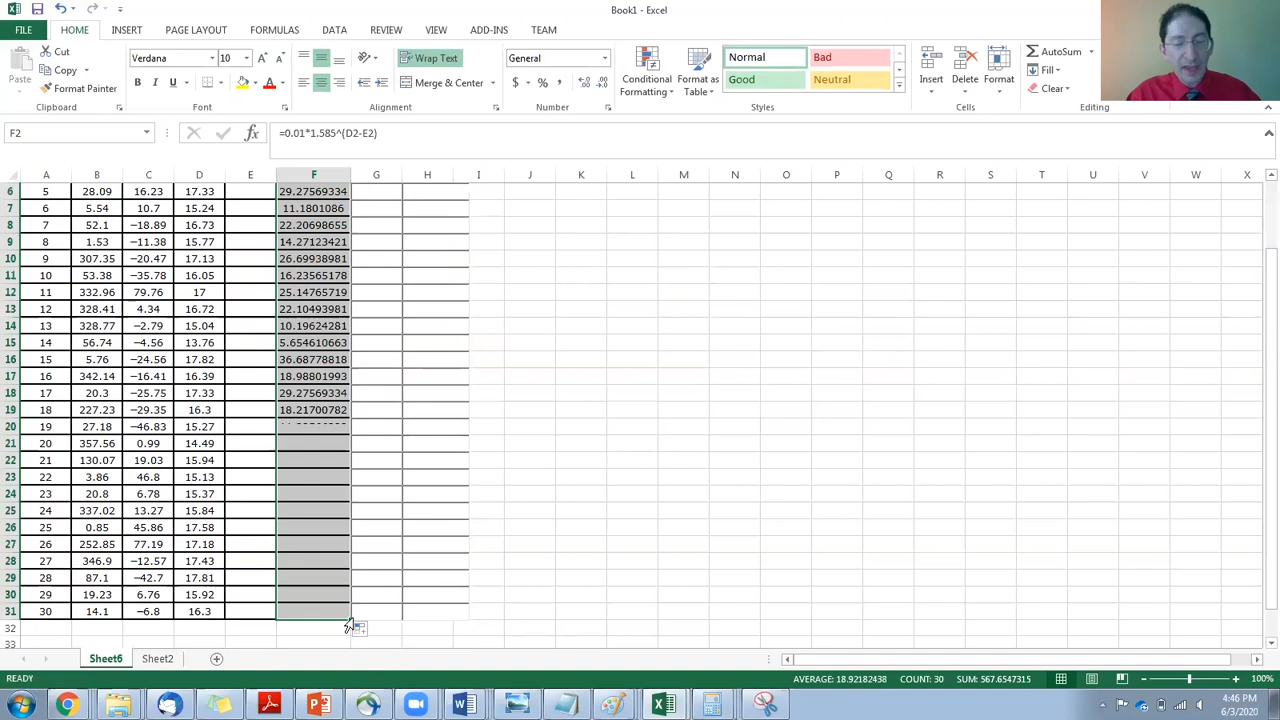 Book1 - Excel
FILE HOME INSERT PAGE LAYOUT FORMULAS DATA REVIEW VIEW ADD-INS TEAM
Paste Cut Copy Format Painter Clipboard
Verdana 10 B I U Font
Wrap Text Merge & Center Alignment
General $ % , Number
Conditional Formatting Format as Table Normal Bad Good Neutral Styles
Insert Delete Format Cells
AutoSum Fill Clear Editing
F2 fx =0.01*1.585^(D2-E2)
A B C D E F G H I J K L M N O P Q R S T U V W X
6 5 28.09 16.23 17.33 29.27569334
7 6 5.54 10.7 15.24 11.1801086
8 7 52.1 −18.89 16.73 22.20698655
9 8 1.53 −11.38 15.77 14.27123421
10 9 307.35 −20.47 17.13 26.69938981
11 10 53.38 −35.78 16.05 16.23565178
12 11 332.96 79.76 17 25.14765719
13 12 328.41 4.34 16.72 22.10493981
14 13 328.77 −2.79 15.04 10.19624281
15 14 56.74 −4.56 13.76 5.654610663
16 15 5.76 −24.56 17.82 36.68778818
17 16 342.14 −16.41 16.39 18.98801993
18 17 20.3 −25.75 17.33 29.27569334
19 18 227.23 −29.35 16.3 18.21700782
20 19 27.18 −46.83 15.27
21 20 357.56 0.99 14.49
22 21 130.07 19.03 15.94
23 22 3.86 46.8 15.13
24 23 20.8 6.78 15.37
25 24 337.02 13.27 15.84
26 25 0.85 45.86 17.58
27 26 252.85 77.19 17.18
28 27 346.9 −12.57 17.43
29 28 87.1 −42.7 17.81
30 29 19.23 6.76 15.92
31 30 14.1 −6.8 16.3
32
33
Sheet6 Sheet2
READY AVERAGE: 18.92182438 COUNT: 30 SUM: 567.6547315 100%
4:46 PM
6/3/2020